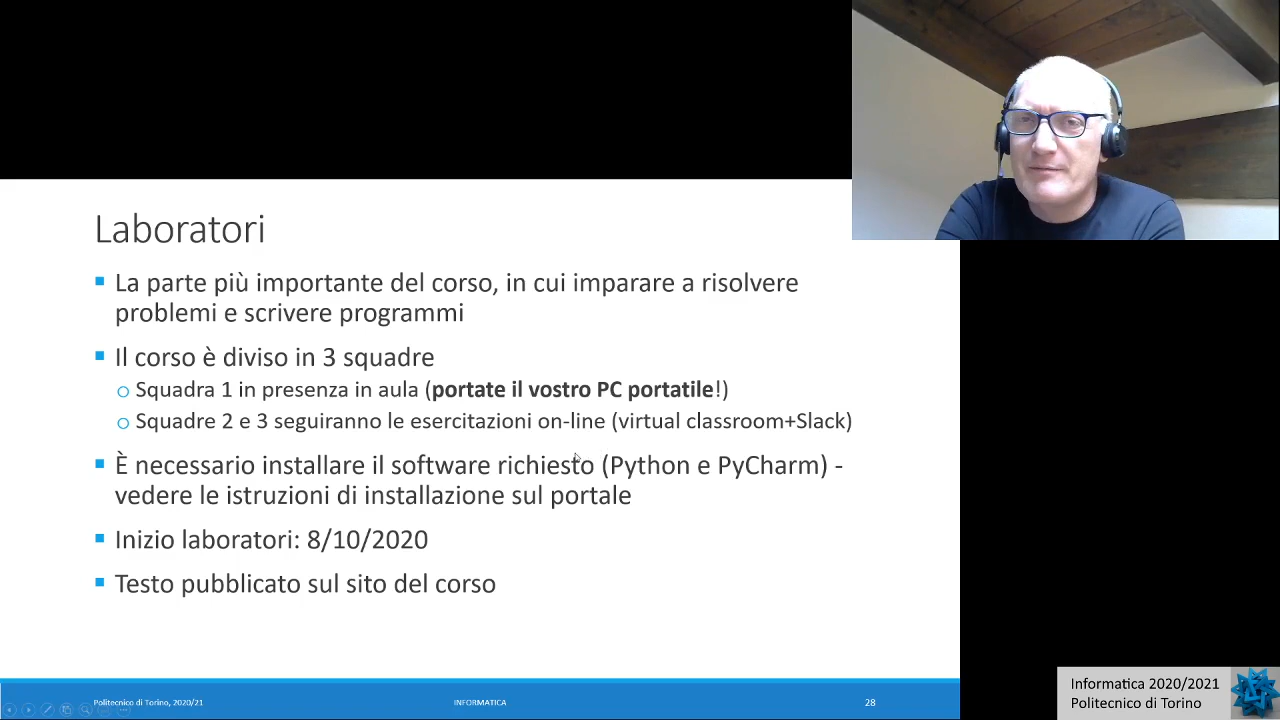 Laboratori
La parte più importante del corso, in cui imparare a risolvere
problemi e scrivere programmi
Il corso è diviso in 3 squadre
Squadra 1 in presenza in aula (portate il vostro PC portatile!)
Squadre 2 e 3 seguiranno le esercitazioni on-line (virtual classroom+Slack)
È necessario installare il software richiesto (Python e PyCharm) -
vedere le istruzioni di installazione sul portale
Inizio laboratori: 8/10/2020
Testo pubblicato sul sito del corso
Politecnico di Torino, 2020/21
INFORMATICA
28
Informatica 2020/2021
Politecnico di Torino